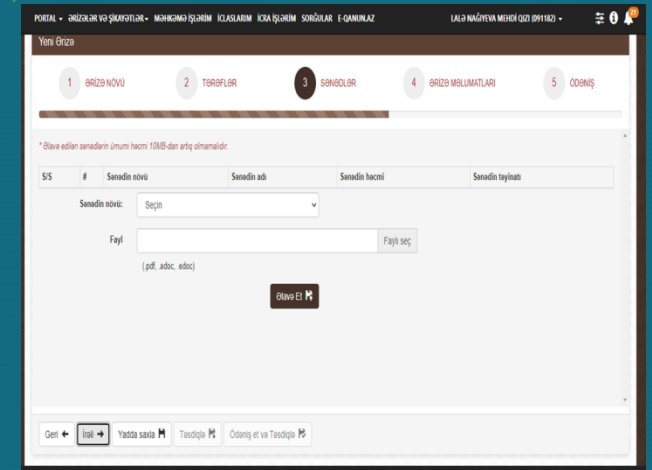 PORTAL ƏRİZƏLƏR VƏ ŞİKAYƏTLƏR MƏHKƏMƏ İŞLƏRİM İCLASLARIM İCRA İŞLƏRİM SORĞULAR E-QANUN.AZ LALƏ NAĞIYEVA MEHDİ QIZI (091182) 21
Yeni Ərizə
1 ƏRİZƏ NÖVÜ 2 TƏRƏFLƏR 3 SƏNƏDLƏR 4 ƏRİZƏ MƏLUMATLARI 5 ÖDƏNİŞ
* Əlavə edilən sənədlərin ümumi həcmi 10MB-dan artıq olmamalıdır.
S/S # Sənədin növü Sənədin adı Sənədin həcmi Sənədin təyinatı
Sənədin növü: Seçin
Fayl Faylı seç
(.pdf, .adoc, .edoc)
Əlavə Et
Geri İrəli Yadda saxla Təsdiqlə Ödəniş et və Təsdiqlə